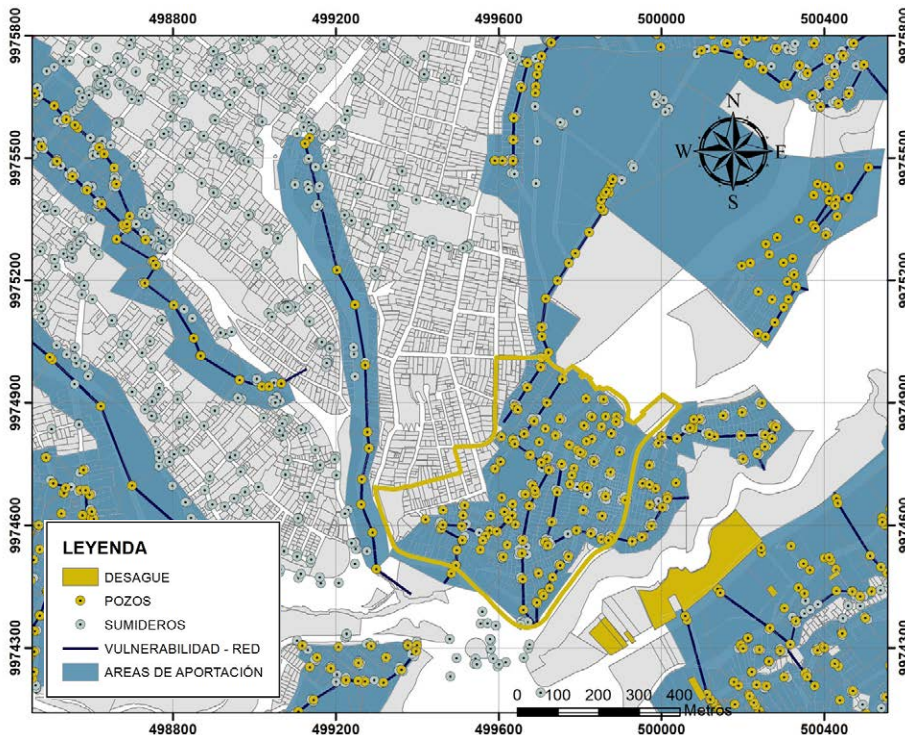 498800 499200 499600 500000 500400
9975800 9975800
9975500 9975500
9975200 9975200
9974900 9974900
9974600 9974600
9974300 9974300
N
W E
S
LEYENDA
DESAGUE
POZOS
SUMIDEROS
VULNERABILIDAD - RED
AREAS DE APORTACIÓN
0 100 200 300 400
Metros
498800 499200 499600 500000 500400